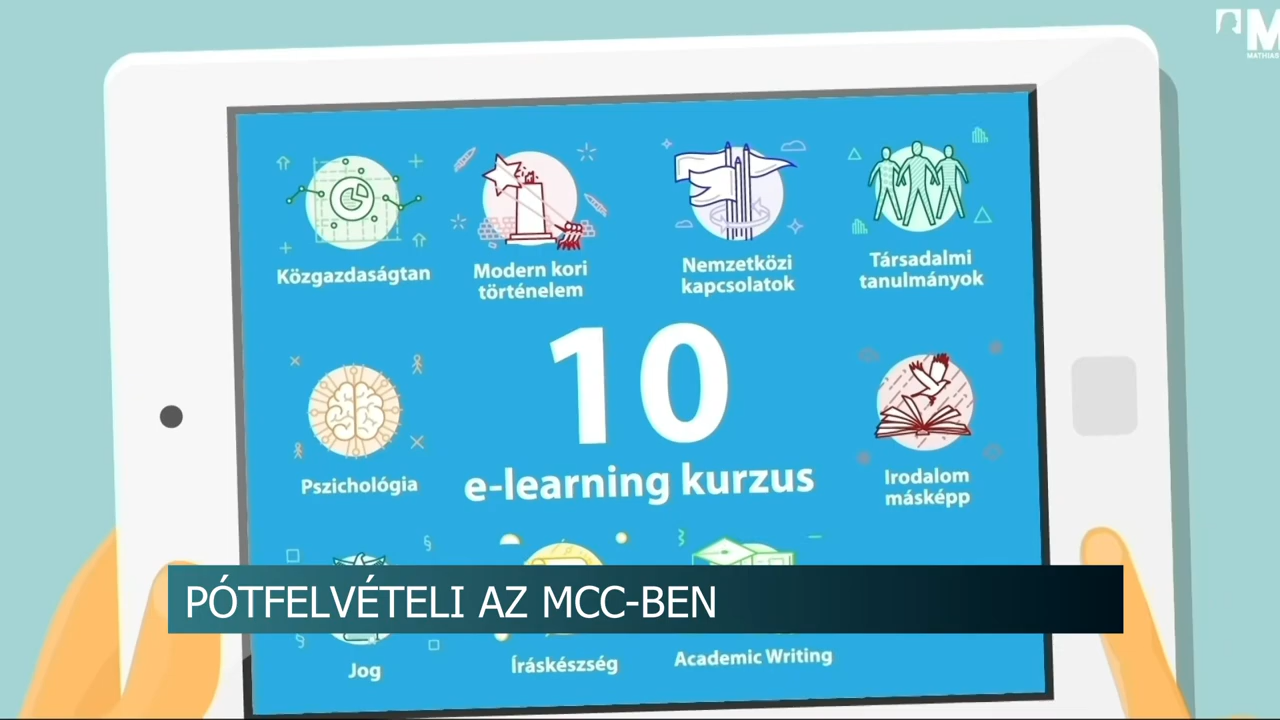 M
MATHIAS
Közgazdaságtan
Modern kori
történelem
Nemzetközi
kapcsolatok
Társadalmi
tanulmányok
10
e-learning kurzus
Pszichológia
Irodalom
másképp
PÓTFELVÉTELI AZ MCC-BEN
Jog
Íráskészség
Academic Writing